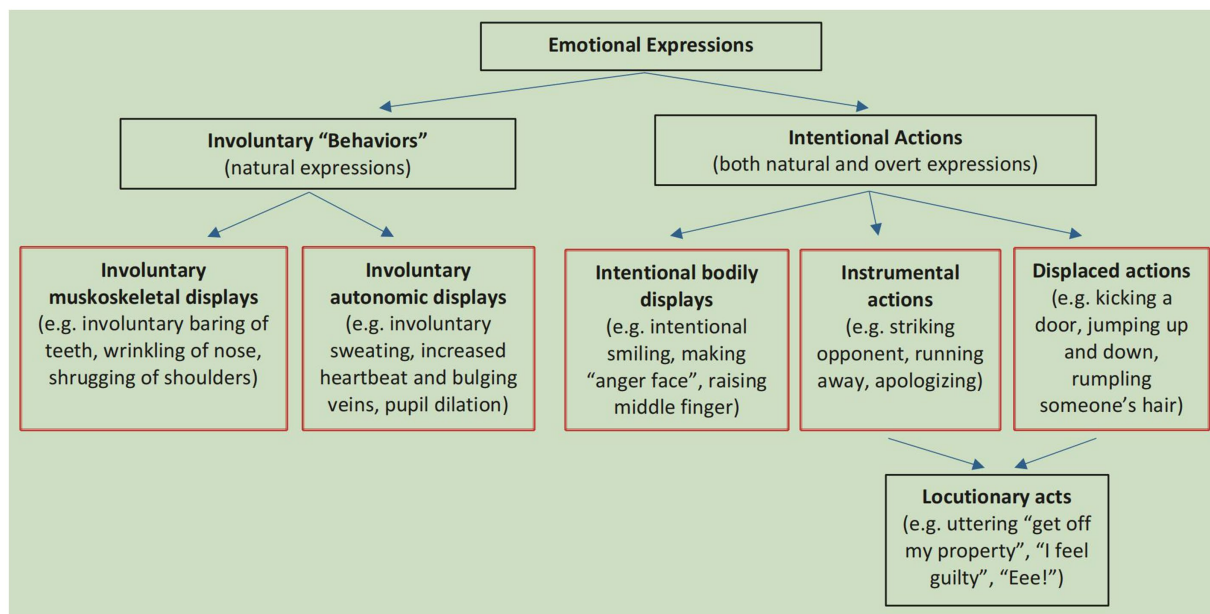 Emotional Expressions
Involuntary “Behaviors”
(natural expressions)
Intentional Actions
(both natural and overt expressions)
Involuntary
muskoskeletal displays
(e.g. involuntary baring of
teeth, wrinkling of nose,
shrugging of shoulders)
Involuntary
autonomic displays
(e.g. involuntary
sweating, increased
heartbeat and bulging
veins, pupil dilation)
Intentional bodily
displays
(e.g. intentional
smiling, making
“anger face”, raising
middle finger)
Instrumental
actions
(e.g. striking
opponent, running
away, apologizing)
Displaced actions
(e.g. kicking a
door, jumping up
and down,
rumpling
someone’s hair)
Locutionary acts
(e.g. uttering “get off
my property”, “I feel
guilty”, “Eee!”)